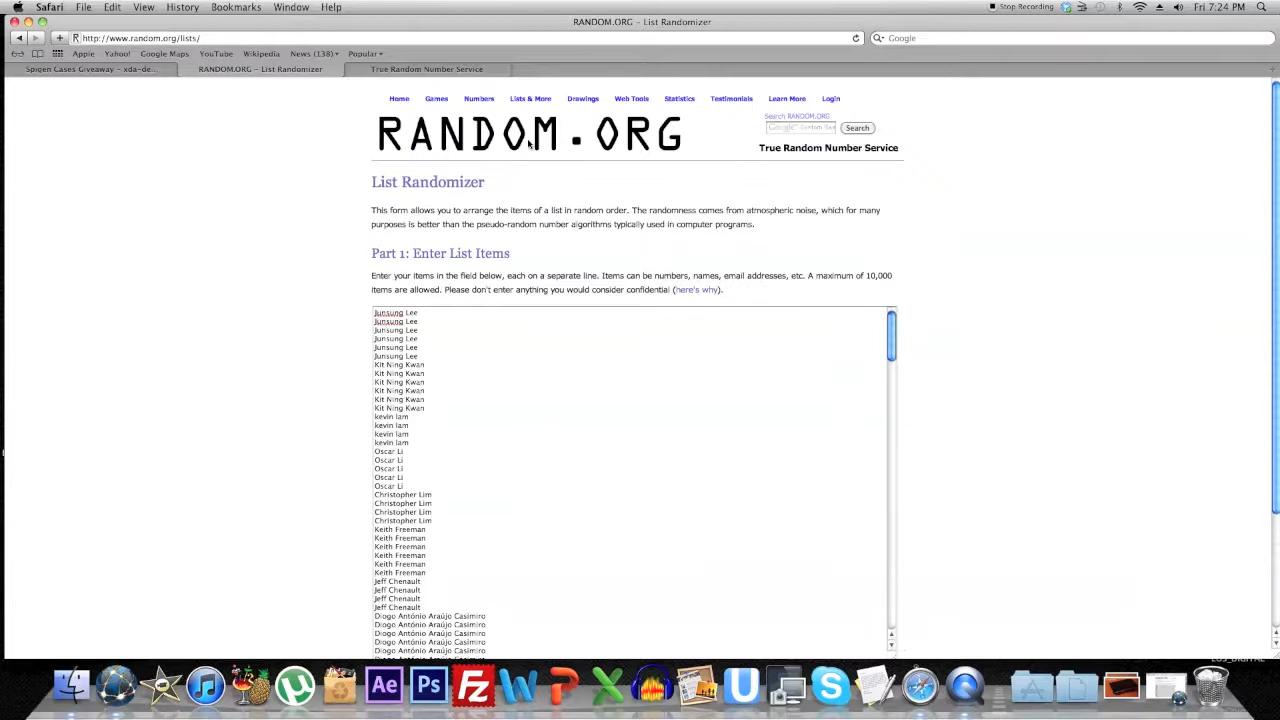 Safari File Edit View History Bookmarks Window Help
Stop Recording Fri 7:24 PM
RANDOM.ORG – List Randomizer
http://www.random.org/lists/
Google
Apple Yahoo! Google Maps YouTube Wikipedia News (138) Popular
Spigen Cases Giveaway – xda-de... RANDOM.ORG – List Randomizer True Random Number Service
Home Games Numbers Lists & More Drawings Web Tools Statistics Testimonials Learn More Login
Search RANDOM.ORG
RANDOM.ORG
Search
True Random Number Service
List Randomizer
This form allows you to arrange the items of a list in random order. The randomness comes from atmospheric noise, which for many
purposes is better than the pseudo-random number algorithms typically used in computer programs.
Part 1: Enter List Items
Enter your items in the field below, each on a separate line. Items can be numbers, names, email addresses, etc. A maximum of 10,000
items are allowed. Please don't enter anything you would consider confidential (here's why).
Junsung Lee
Junsung Lee
Junsung Lee
Junsung Lee
Junsung Lee
Junsung Lee
Kit Ning Kwan
Kit Ning Kwan
Kit Ning Kwan
Kit Ning Kwan
Kit Ning Kwan
Kit Ning Kwan
kevin lam
kevin lam
kevin lam
kevin lam
Oscar Li
Oscar Li
Oscar Li
Oscar Li
Oscar Li
Christopher Lim
Christopher Lim
Christopher Lim
Christopher Lim
Keith Freeman
Keith Freeman
Keith Freeman
Keith Freeman
Keith Freeman
Keith Freeman
Jeff Chenault
Jeff Chenault
Jeff Chenault
Jeff Chenault
Diogo António Araújo Casimiro
Diogo António Araújo Casimiro
Diogo António Araújo Casimiro
Diogo António Araújo Casimiro
Diogo António Araújo Casimiro
Ae Ps Fz